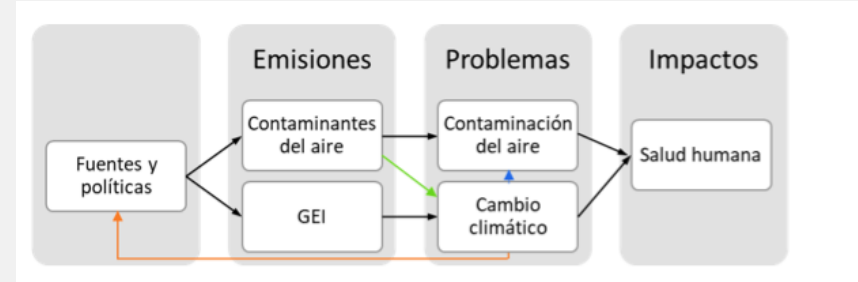 Emisiones
Problemas
Impactos
Fuentes y
políticas
Contaminantes
del aire
GEI
Contaminación
del aire
Cambio
climático
Salud humana